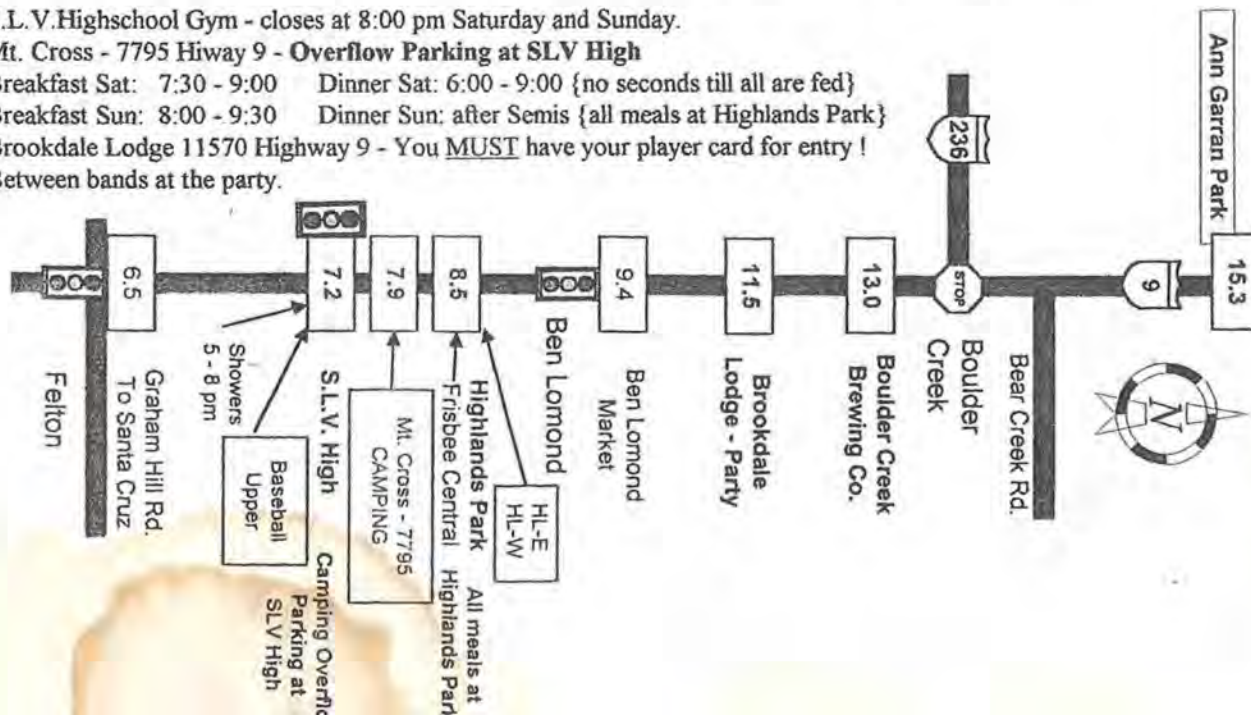 .L.V.Highschool Gym - closes at 8:00 pm Saturday and Sunday.
Mt. Cross - 7795 Hiway 9 - Overflow Parking at SLV High
Breakfast Sat: 7:30 - 9:00 Dinner Sat: 6:00 - 9:00 {no seconds till all are fed}
Breakfast Sun: 8:00 - 9:30 Dinner Sun: after Semis {all meals at Highlands Park}
Brookdale Lodge 11570 Highway 9 - You MUST have your player card for entry !
Between bands at the party.
Ann Garran Park
15.3
9
N
Bear Creek Rd.
236
STOP
Boulder
Creek
13.0
Boulder Creek
Brewing Co.
11.5
Brookdale
Lodge - Party
9.4
Ben Lomond
Market
Ben Lomond
HL-E
HL-W
8.5
Highlands Park
Frisbee Central
All meals at
Highlands Park
7.9
Mt. Cross - 7795
CAMPING
7.2
S.L.V. High
Camping Overflo
Parking at
SLV High
Baseball
Upper
Showers
5 - 8 pm
6.5
Graham Hill Rd.
To Santa Cruz
Felton